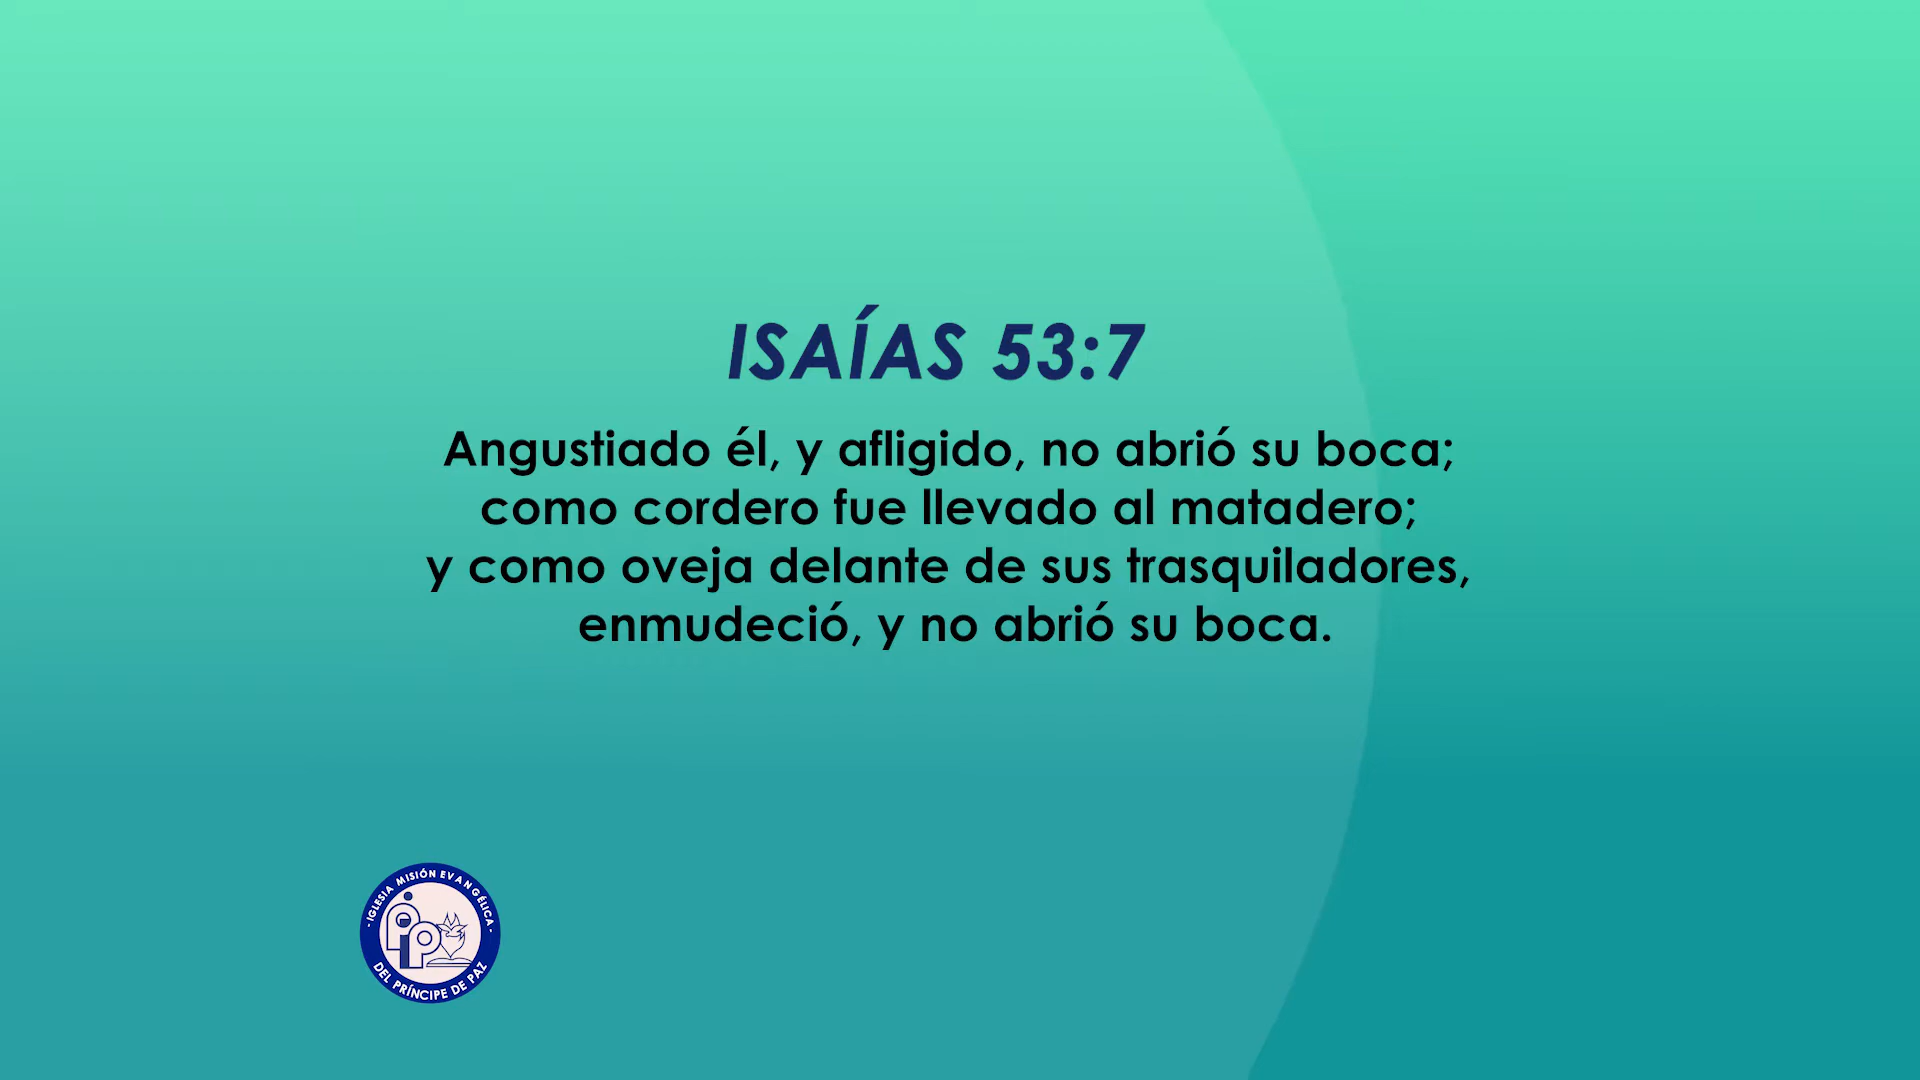 ISAÍAS 53:7
Angustiado él, y afligido, no abrió su boca;
como cordero fue llevado al matadero;
y como oveja delante de sus trasquiladores,
enmudeció, y no abrió su boca.
- IGLESIA MISIÓN EVANGÉLICA -
DEL PRÍNCIPE DE PAZ